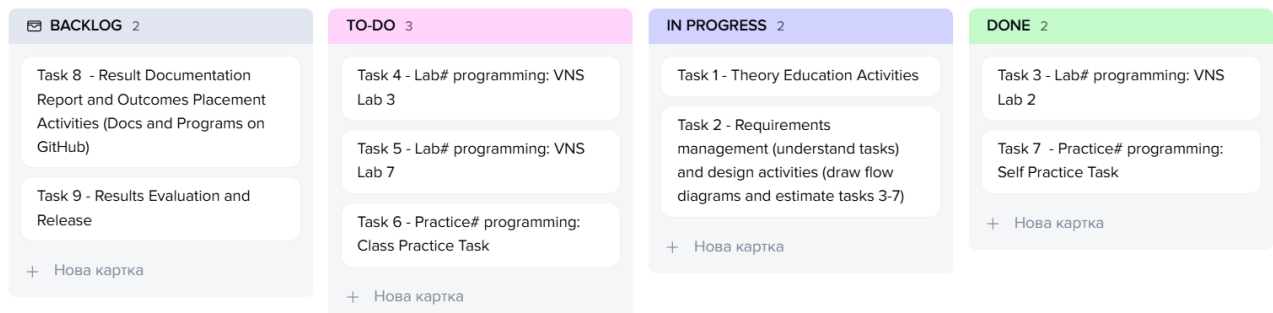 BACKLOG 2
Task 8 - Result Documentation
Report and Outcomes Placement
Activities (Docs and Programs on
GitHub)
Task 9 - Results Evaluation and
Release
+ Нова картка
TO-DO 3
Task 4 - Lab# programming: VNS
Lab 3
Task 5 - Lab# programming: VNS
Lab 7
Task 6 - Practice# programming:
Class Practice Task
+ Нова картка
IN PROGRESS 2
Task 1 - Theory Education Activities
Task 2 - Requirements
management (understand tasks)
and design activities (draw flow
diagrams and estimate tasks 3-7)
+ Нова картка
DONE 2
Task 3 - Lab# programming: VNS
Lab 2
Task 7 - Practice# programming:
Self Practice Task
+ Нова картка